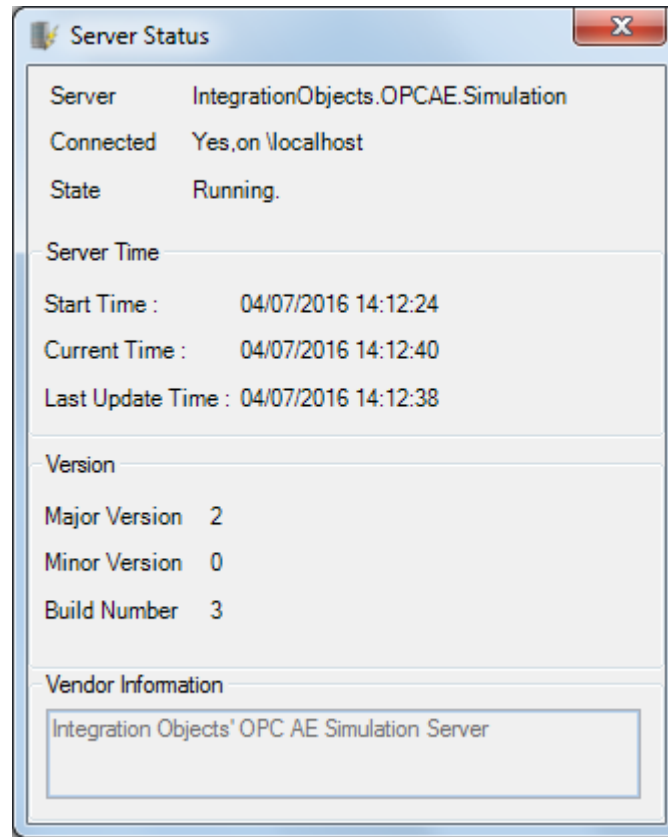 Server Status
Server IntegrationObjects.OPCAE.Simulation
Connected Yes,on \localhost
State Running.
Server Time
Start Time : 04/07/2016 14:12:24
Current Time : 04/07/2016 14:12:40
Last Update Time : 04/07/2016 14:12:38
Version
Major Version 2
Minor Version 0
Build Number 3
Vendor Information
Integration Objects' OPC AE Simulation Server